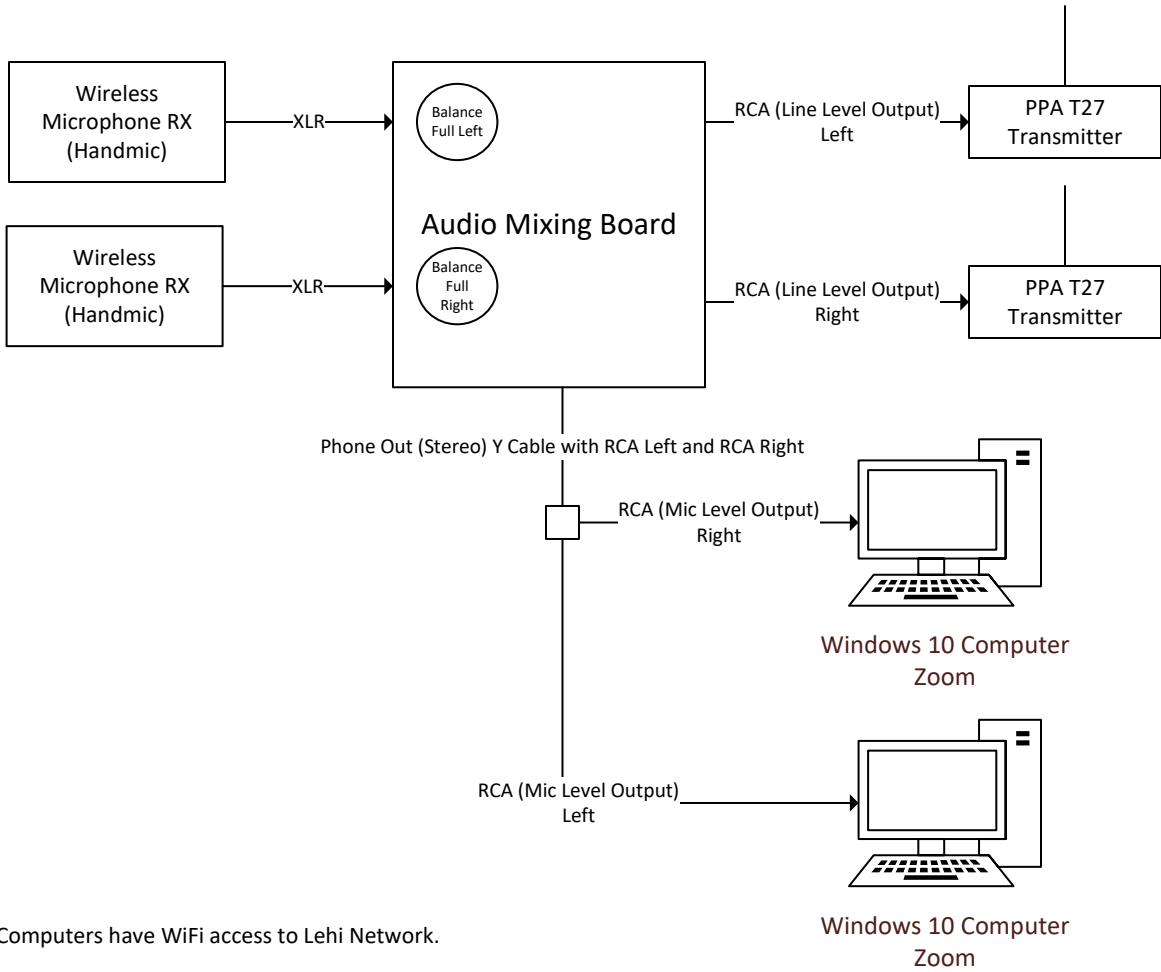 Wireless
Microphone RX
(Handmic)
XLR
Balance
Full Left
RCA (Line Level Output)
Left
PPA T27
Transmitter
Audio Mixing Board
Wireless
Microphone RX
(Handmic)
XLR
Balance
Full
Right
RCA (Line Level Output)
Right
PPA T27
Transmitter
Phone Out (Stereo) Y Cable with RCA Left and RCA Right
RCA (Mic Level Output)
Right
Windows 10 Computer
Zoom
RCA (Mic Level Output)
Left
Windows 10 Computer
Zoom
Computers have WiFi access to Lehi Network.